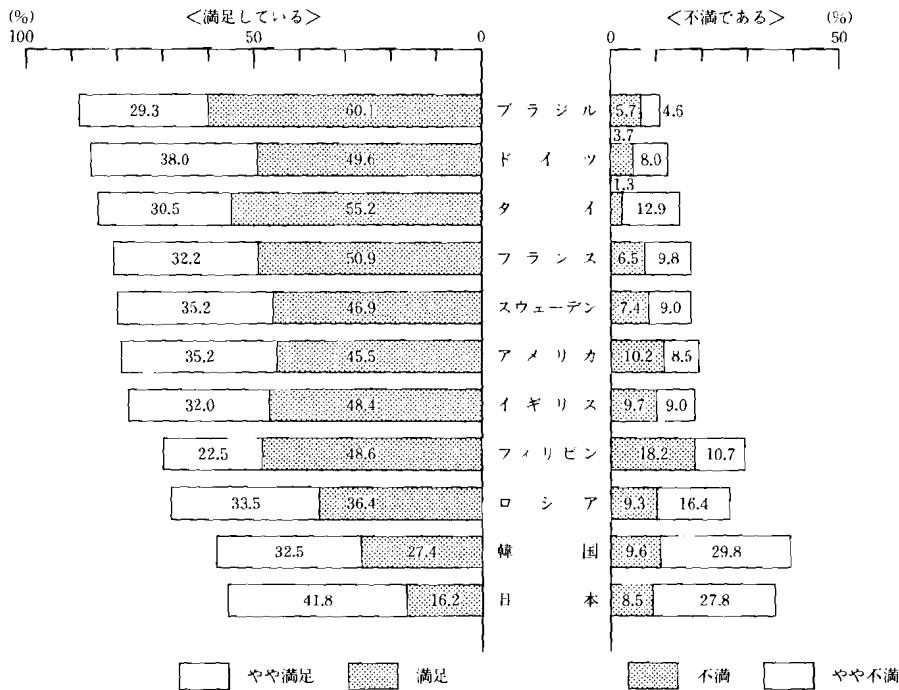 (%) <満足している> <不満である> (%)
100 50 0 0 50
29.3 60.1 ブラジル 5.7 4.6
3.7
38.0 49.6 ドイツ 8.0
1.3
30.5 55.2 タイ 12.9
32.2 50.9 フランス 6.5 9.8
35.2 46.9 スウェーデン 7.4 9.0
35.2 45.5 アメリカ 10.2 8.5
32.0 48.4 イギリス 9.7 9.0
22.5 48.6 フィリピン 18.2 10.7
33.5 36.4 ロシア 9.3 16.4
32.5 27.4 韓国 9.6 29.8
41.8 16.2 日本 8.5 27.8
やや満足 満足 不満 やや不満